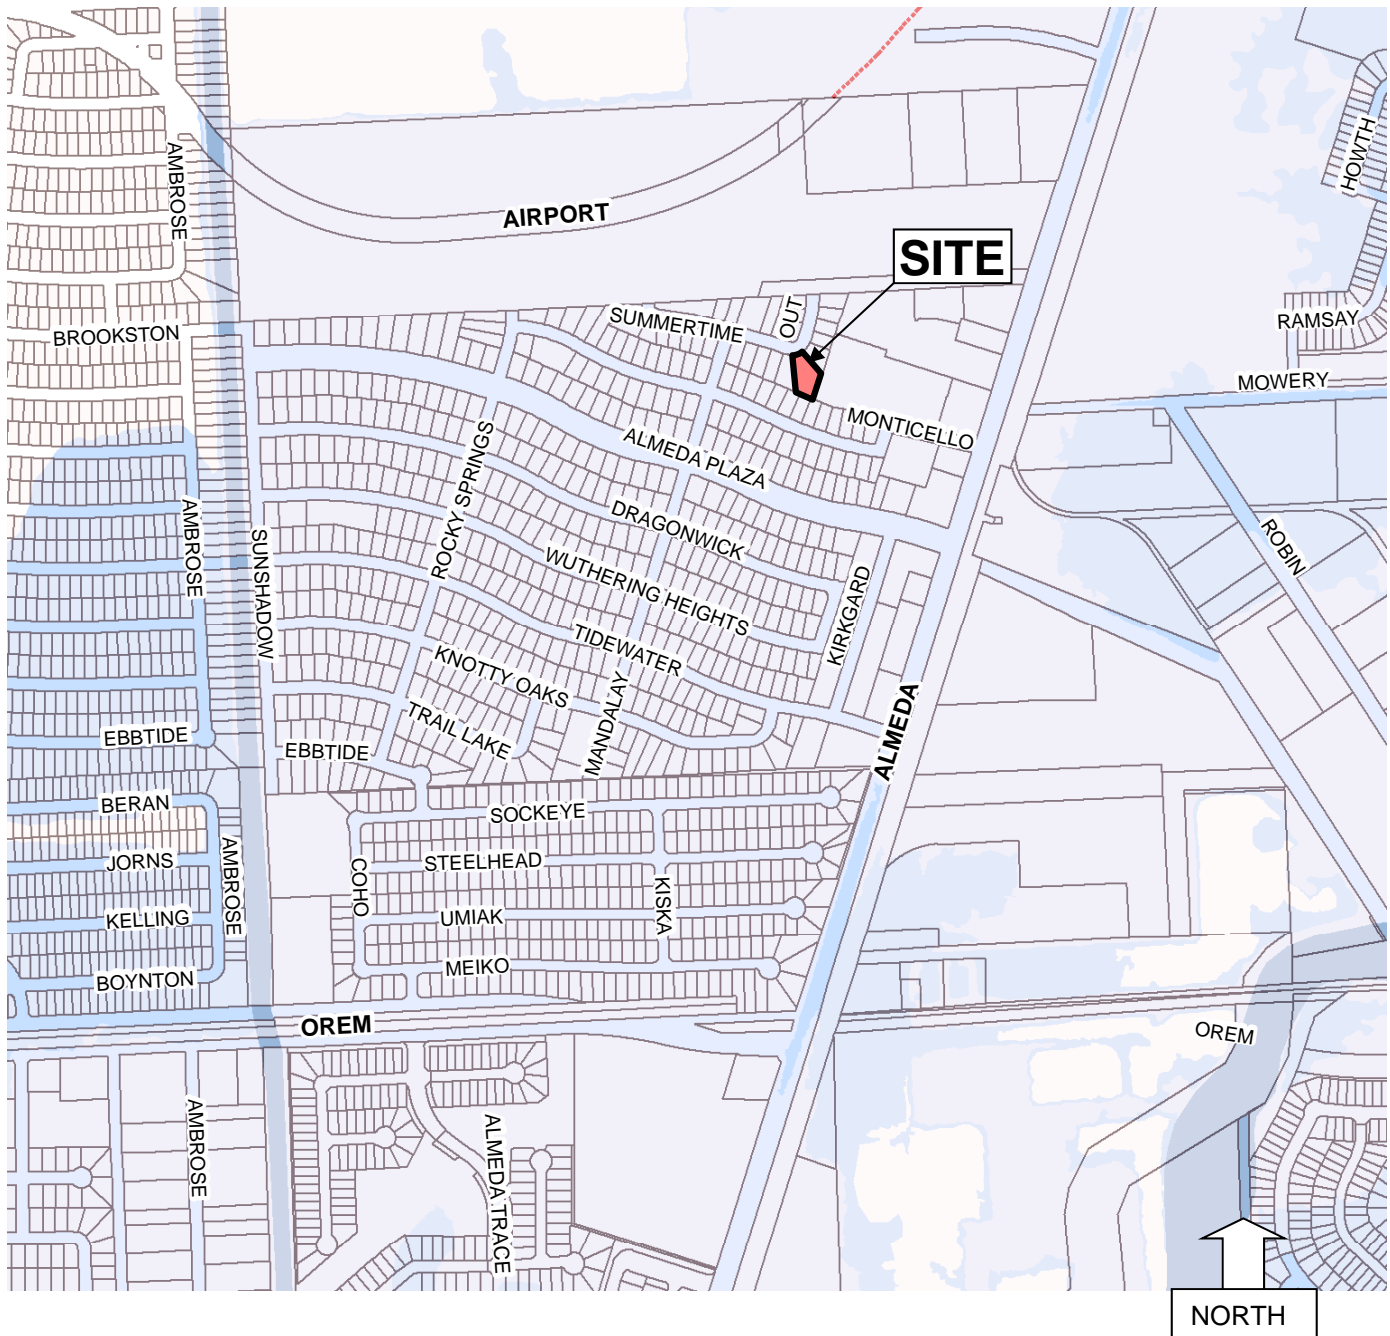 HOWTH
AMBROSE
AIRPORT
SITE
OUT
SUMMERTIME
RAMSAY
BROOKSTON
MOWERY
MONTICELLO
ALMEDA PLAZA
ROCKY SPRINGS
DRAGONWICK
AMBROSE
SUNSHADOW
ROBIN
WUTHERING HEIGHTS
KIRKGARD
TIDEWATER
KNOTTY OAKS
MANDALAY
TRAIL LAKE
ALMEDA
EBBTIDE
EBBTIDE
BERAN
SOCKEYE
JORNS
AMBROSE
COHO
STEELHEAD
KISKA
KELLING
UMIAK
MEIKO
BOYNTON
OREM
OREM
AMBROSE
ALMEDA TRACE
NORTH